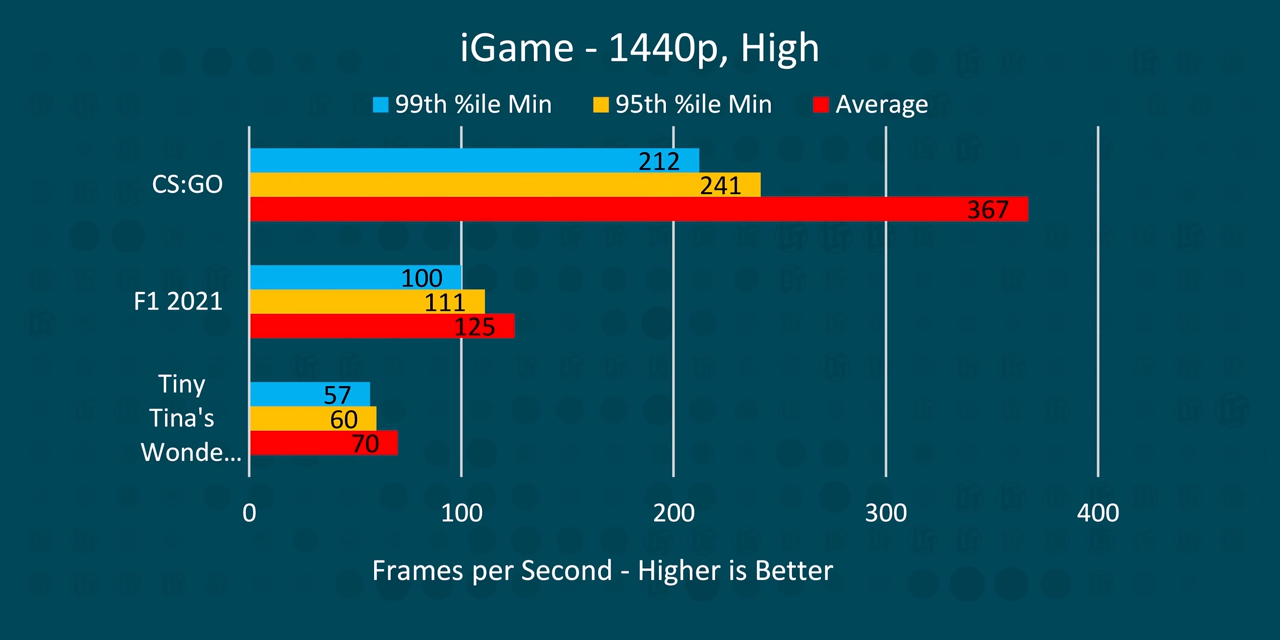 iGame - 1440p, High
99th %ile Min 95th %ile Min Average
CS:GO
212
241
367
F1 2021
100
111
125
Tiny
Tina's
Wonde...
57
60
70
0 100 200 300 400
Frames per Second - Higher is Better